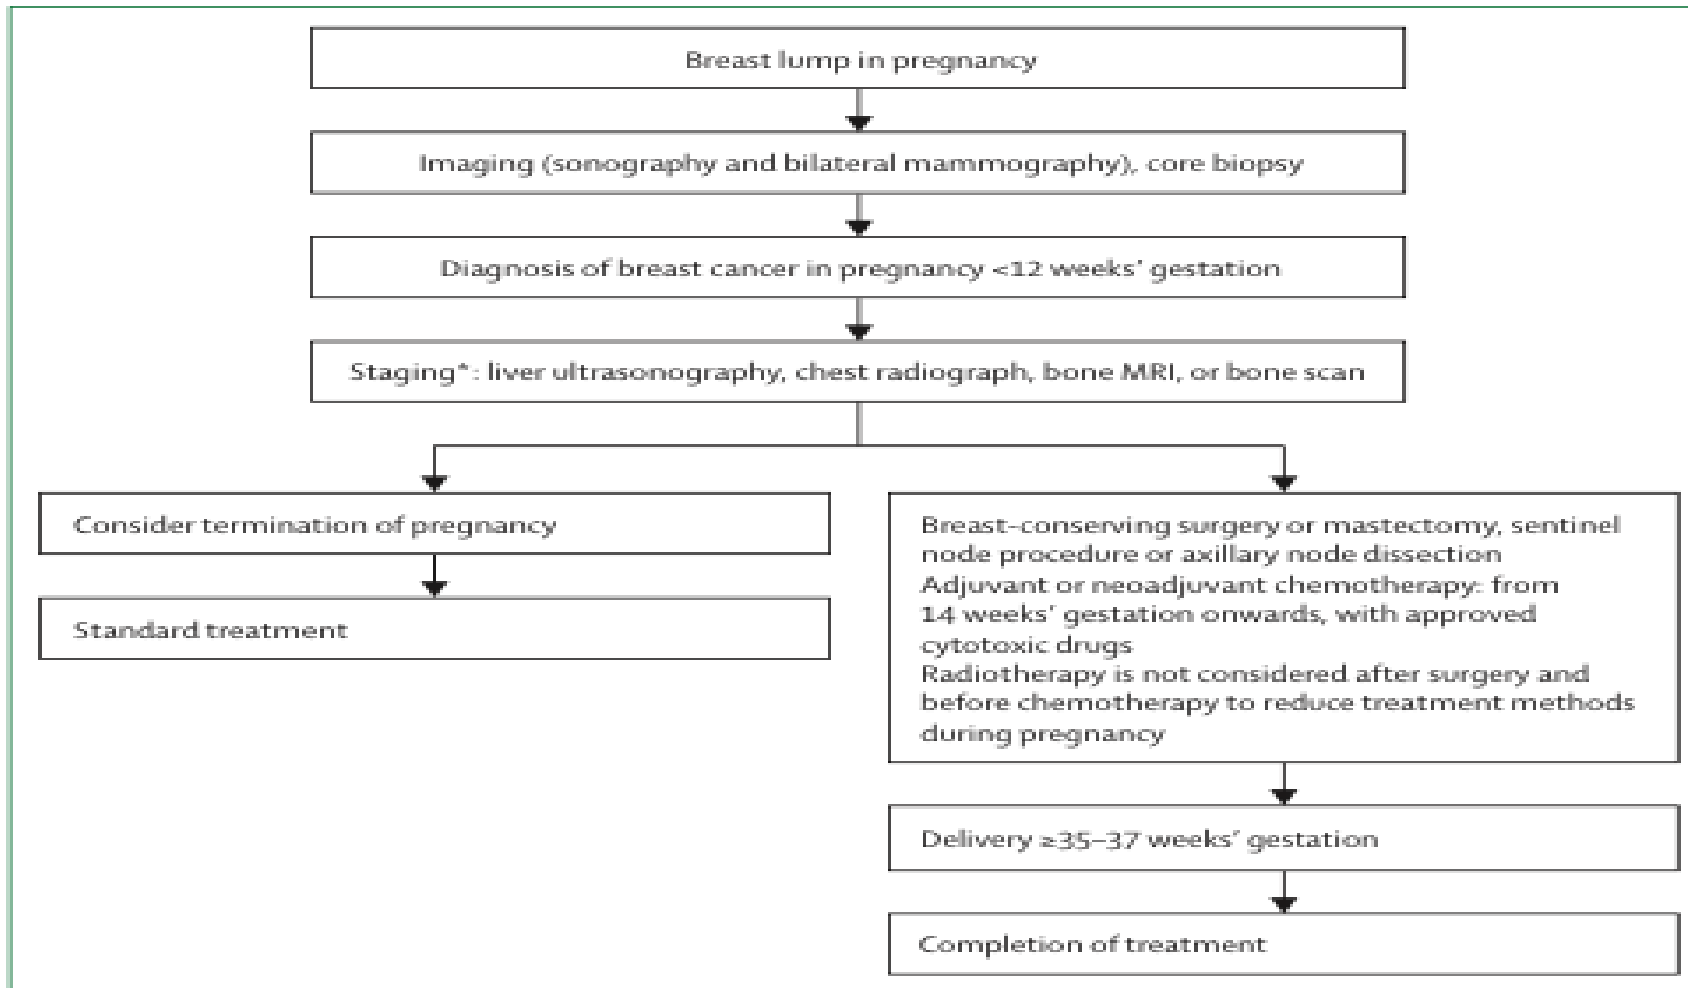 Breast lump in pregnancy
Imaging (sonography and bilateral mammography), core biopsy
Diagnosis of breast cancer in pregnancy <12 weeks' gestation
Staging*: liver ultrasonography, chest radiograph, bone MRI, or bone scan
Consider termination of pregnancy
Standard treatment
Breast-conserving surgery or mastectomy, sentinel
node procedure or axillary node dissection
Adjuvant or neoadjuvant chemotherapy: from
14 weeks' gestation onwards, with approved
cytotoxic drugs
Radiotherapy is not considered after surgery and
before chemotherapy to reduce treatment methods
during pregnancy
Delivery ≥35–37 weeks' gestation
Completion of treatment